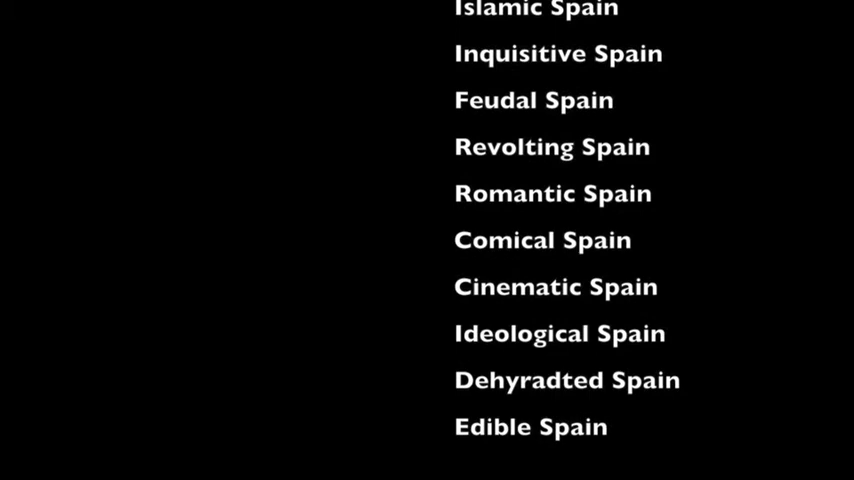 Islamic Spain
Inquisitive Spain
Feudal Spain
Revolting Spain
Romantic Spain
Comical Spain
Cinematic Spain
Ideological Spain
Dehyradted Spain
Edible Spain